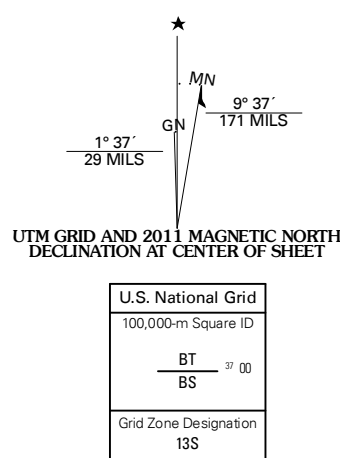 MN
9° 37´
171 MILS
GN
1° 37´
29 MILS
UTM GRID AND 2011 MAGNETIC NORTH
DECLINATION AT CENTER OF SHEET
U.S. National Grid
100,000-m Square ID
BT
37 00
BS
Grid Zone Designation
13S